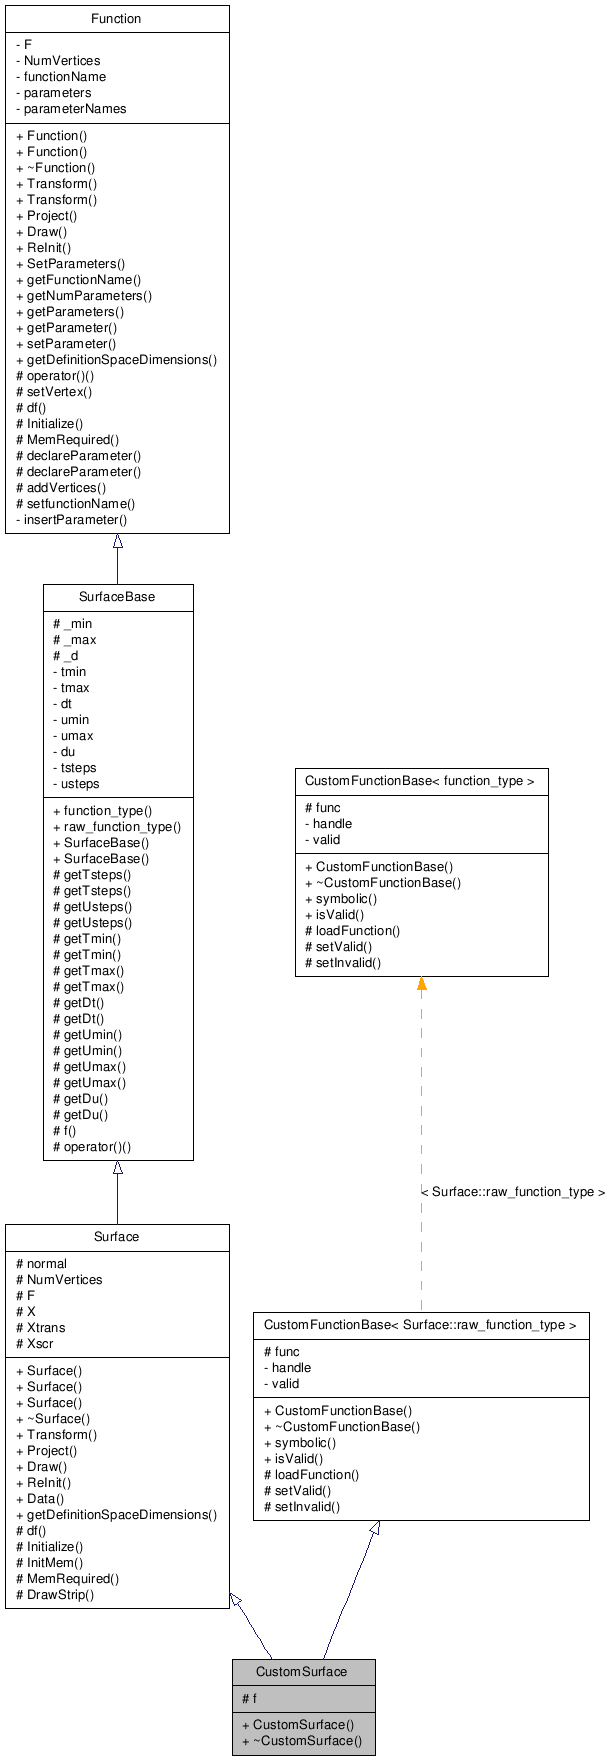 Function
- F
- NumVertices
- functionName
- parameters
- parameterNames
+ Function()
+ Function()
+ ~Function()
+ Transform()
+ Transform()
+ Project()
+ Draw()
+ ReInit()
+ SetParameters()
+ getFunctionName()
+ getNumParameters()
+ getParameters()
+ getParameter()
+ setParameter()
+ getDefinitionSpaceDimensions()
# operator()()
# setVertex()
# df()
# Initialize()
# MemRequired()
# declareParameter()
# declareParameter()
# addVertices()
# setfunctionName()
- insertParameter()
SurfaceBase
# _min
# _max
# _d
- tmin
- tmax
- dt
- umin
- umax
- du
- tsteps
- usteps
+ function_type()
+ raw_function_type()
+ SurfaceBase()
+ SurfaceBase()
# getTsteps()
# getTsteps()
# getUsteps()
# getUsteps()
# getTmin()
# getTmin()
# getTmax()
# getTmax()
# getDt()
# getDt()
# getUmin()
# getUmin()
# getUmax()
# getUmax()
# getDu()
# getDu()
# f()
# operator()()
CustomFunctionBase< function_type >
# func
- handle
- valid
+ CustomFunctionBase()
+ ~CustomFunctionBase()
+ symbolic()
+ isValid()
# loadFunction()
# setValid()
# setInvalid()
< Surface::raw_function_type >
Surface
# normal
# NumVertices
# F
# X
# Xtrans
# Xscr
+ Surface()
+ Surface()
+ Surface()
+ ~Surface()
+ Transform()
+ Project()
+ Draw()
+ ReInit()
+ Data()
+ getDefinitionSpaceDimensions()
# df()
# Initialize()
# InitMem()
# MemRequired()
# DrawStrip()
CustomFunctionBase< Surface::raw_function_type >
# func
- handle
- valid
+ CustomFunctionBase()
+ ~CustomFunctionBase()
+ symbolic()
+ isValid()
# loadFunction()
# setValid()
# setInvalid()
CustomSurface
# f
+ CustomSurface()
+ ~CustomSurface()